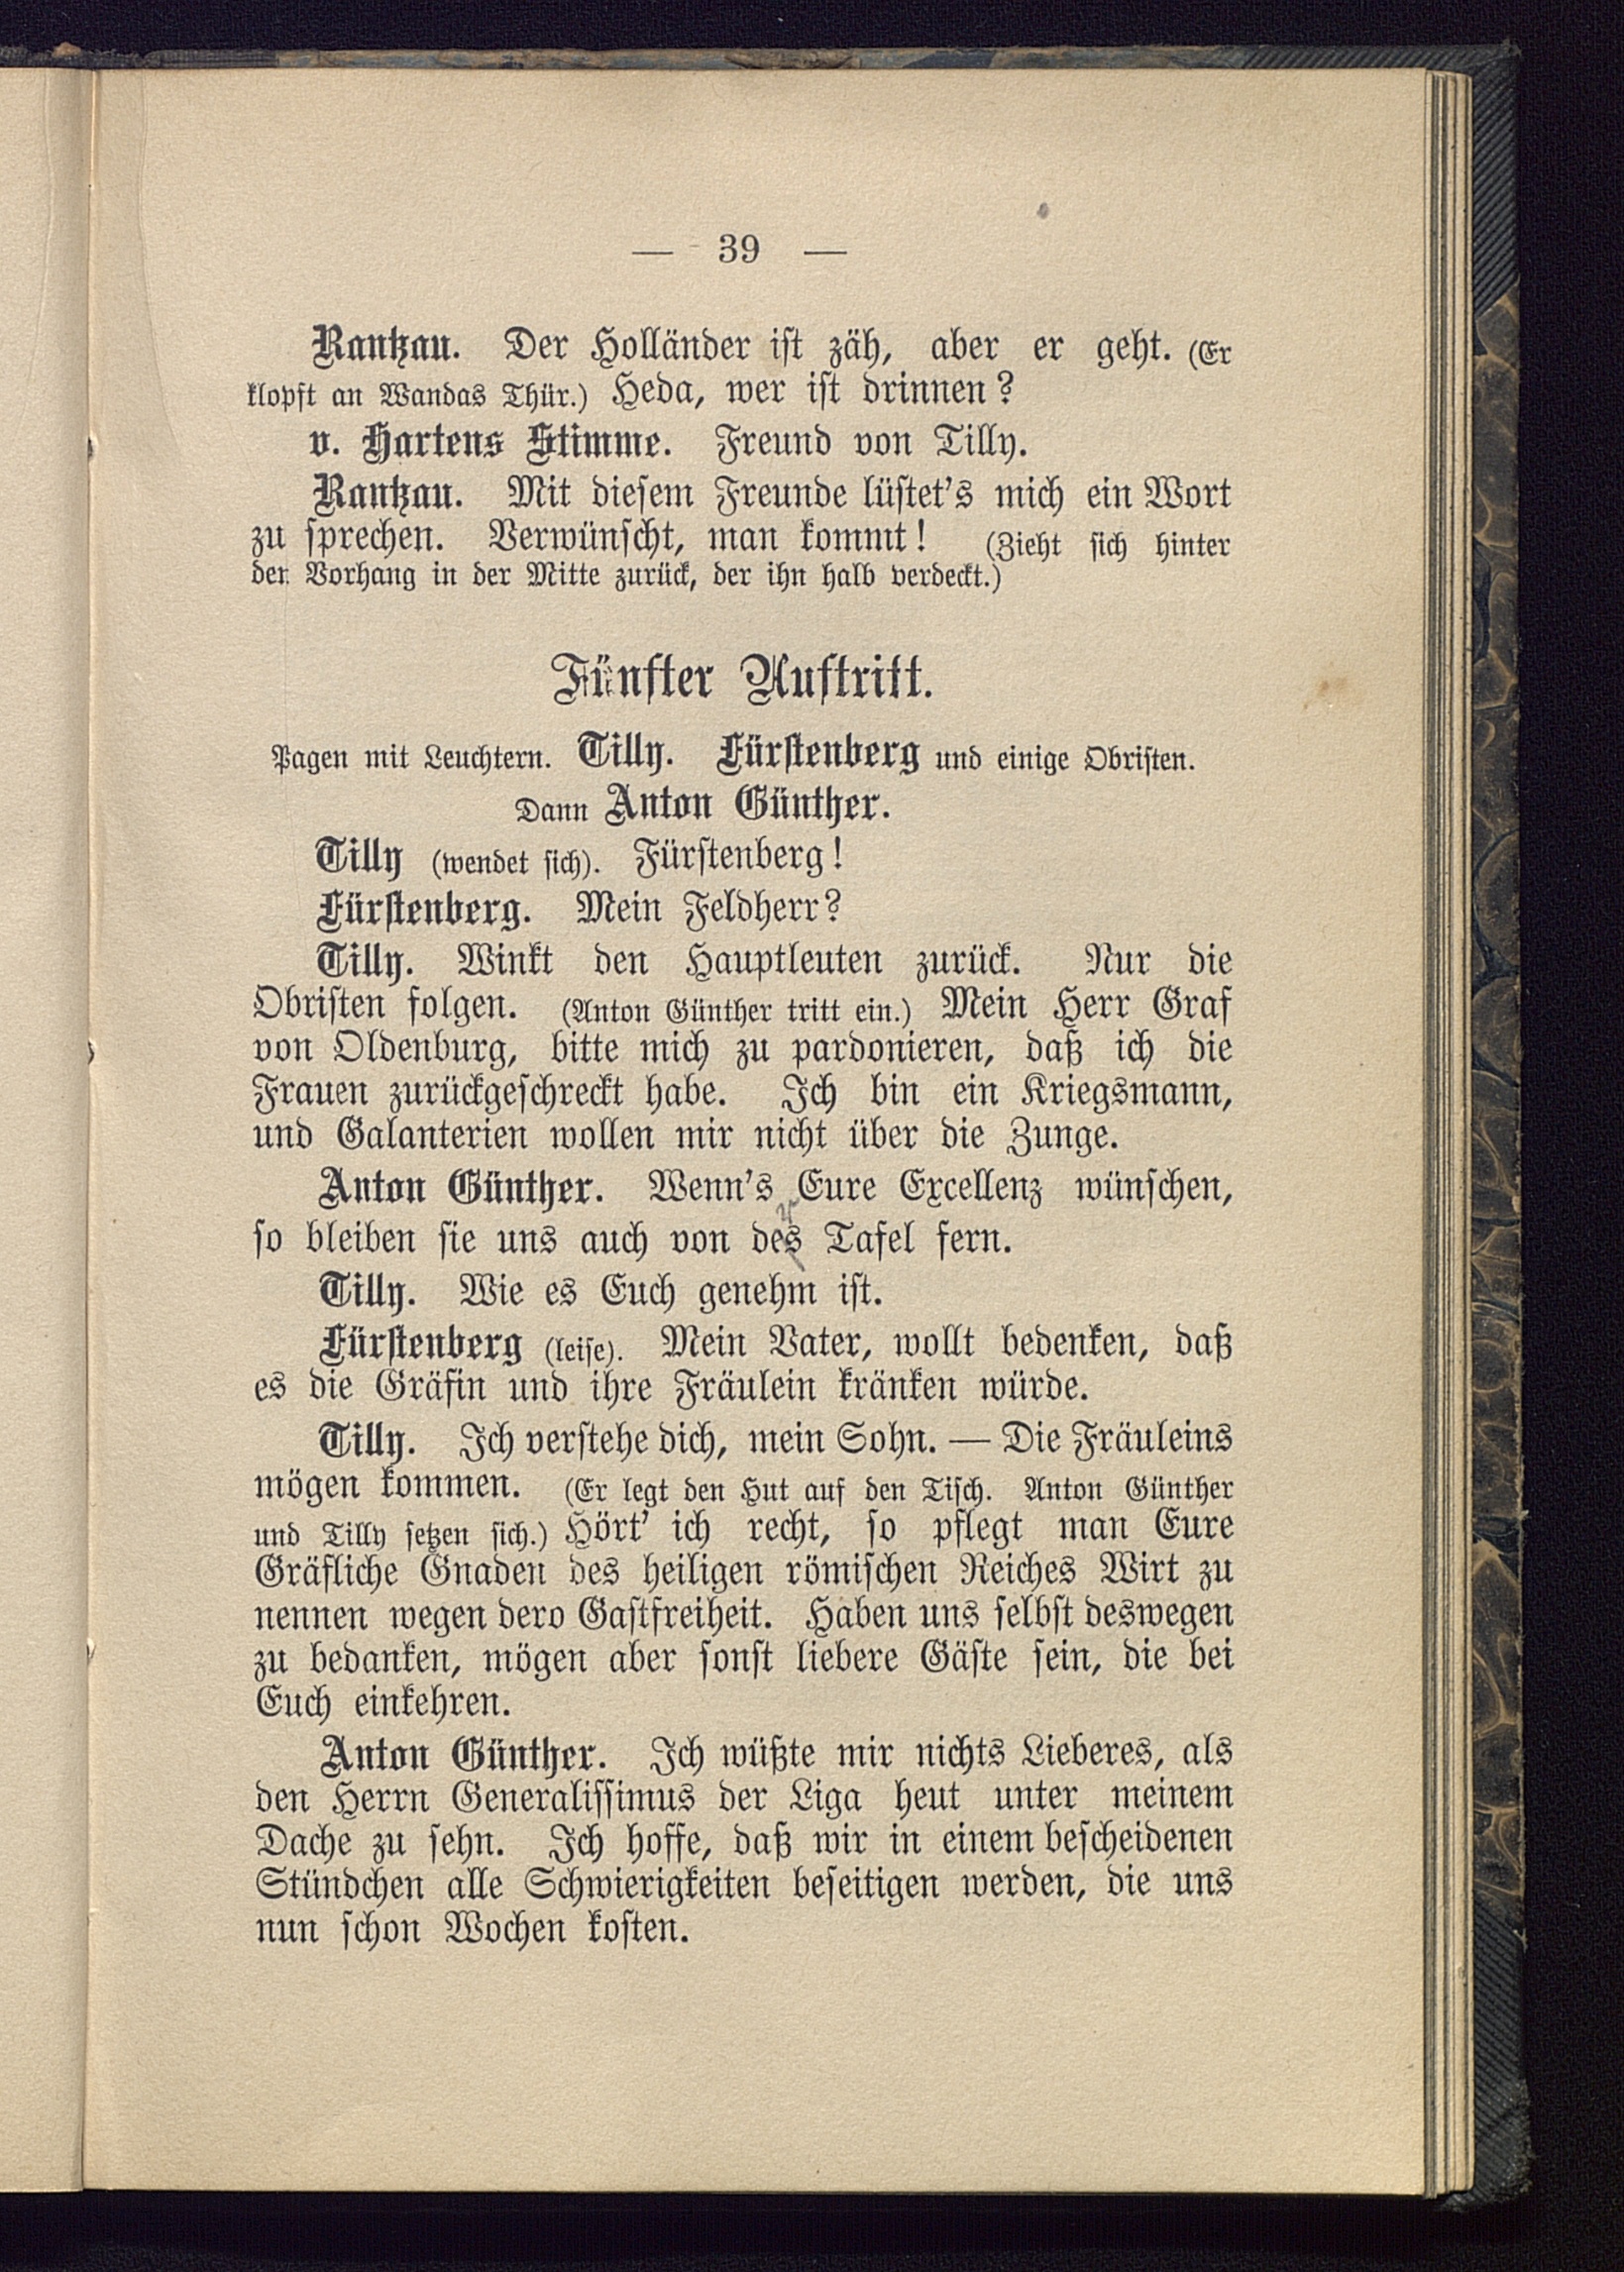 — 39 —
Rantzau. Der Holländer ist zäh, aber er geht. (Er
klopft an Wandas Thür.) Heda, wer ist drinnen?
v. Hartens Stimme. Freund von Tilly.
Rantzau. Mit diesem Freunde lüstet's mich ein Wort
zu sprechen. Verwünscht, man kommt! (Zieht sich hinter
den Vorhang in der Mitte zurück, der ihn halb verdeckt.)
Fünfter Auftritt.
Pagen mit Leuchtern. Tilly. Fürstenberg und einige Obristen.
Dann Anton Günther.
Tilly (wendet sich). Fürstenberg!
Fürstenberg. Mein Feldherr?
Tilly. Winkt den Hauptleuten zurück. Nur die
Obristen folgen. (Anton Günther tritt ein.) Mein Herr Graf
von Oldenburg, bitte mich zu pardonieren, daß ich die
Frauen zurückgeschreckt habe. Ich bin ein Kriegsmann,
und Galanterien wollen mir nicht über die Zunge.
Anton Günther. Wenn's Eure Excellenz wünschen,
so bleiben sie uns auch von des Tafel fern.
Tilly. Wie es Euch genehm ist.
Fürstenberg (leise). Mein Vater, wollt bedenken, daß
es die Gräfin und ihre Fräulein kränken würde.
Tilly. Ich verstehe dich, mein Sohn. — Die Fräuleins
mögen kommen. (Er legt den Hut auf den Tisch. Anton Günther
und Tilly setzen sich.) Hört' ich recht, so pflegt man Eure
Gräfliche Gnaden des heiligen römischen Reiches Wirt zu
nennen wegen dero Gastfreiheit. Haben uns selbst deswegen
zu bedanken, mögen aber sonst liebere Gäste sein, die bei
Euch einkehren.
Anton Günther. Ich wüßte mir nichts Lieberes, als
den Herrn Generalissimus der Liga heut unter meinem
Dache zu sehn. Ich hoffe, daß wir in einem bescheidenen
Stündchen alle Schwierigkeiten beseitigen werden, die uns
nun schon Wochen kosten.